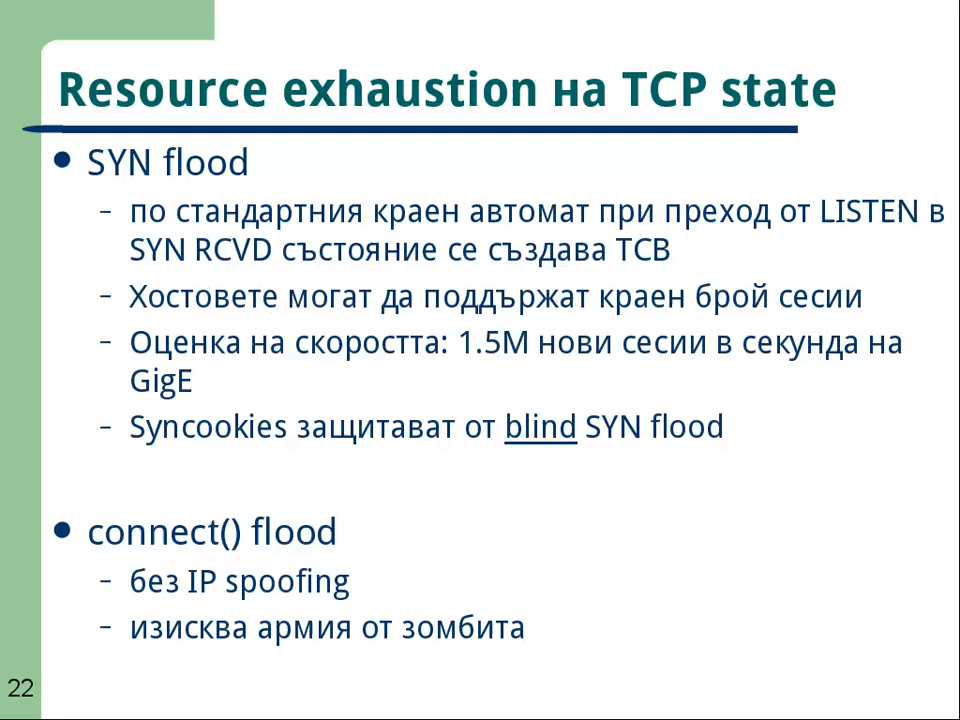 Resource exhaustion на TCP state
● SYN flood
– по стандартния краен автомат при преход от LISTEN в
SYN RCVD състояние се създава TCB
– Хостовете могат да поддържат краен брой сесии
– Оценка на скоростта: 1.5M нови сесии в секунда на
GigE
– Syncookies защитават от blind SYN flood
● connect() flood
– без IP spoofing
– изисква армия от зомбита
22